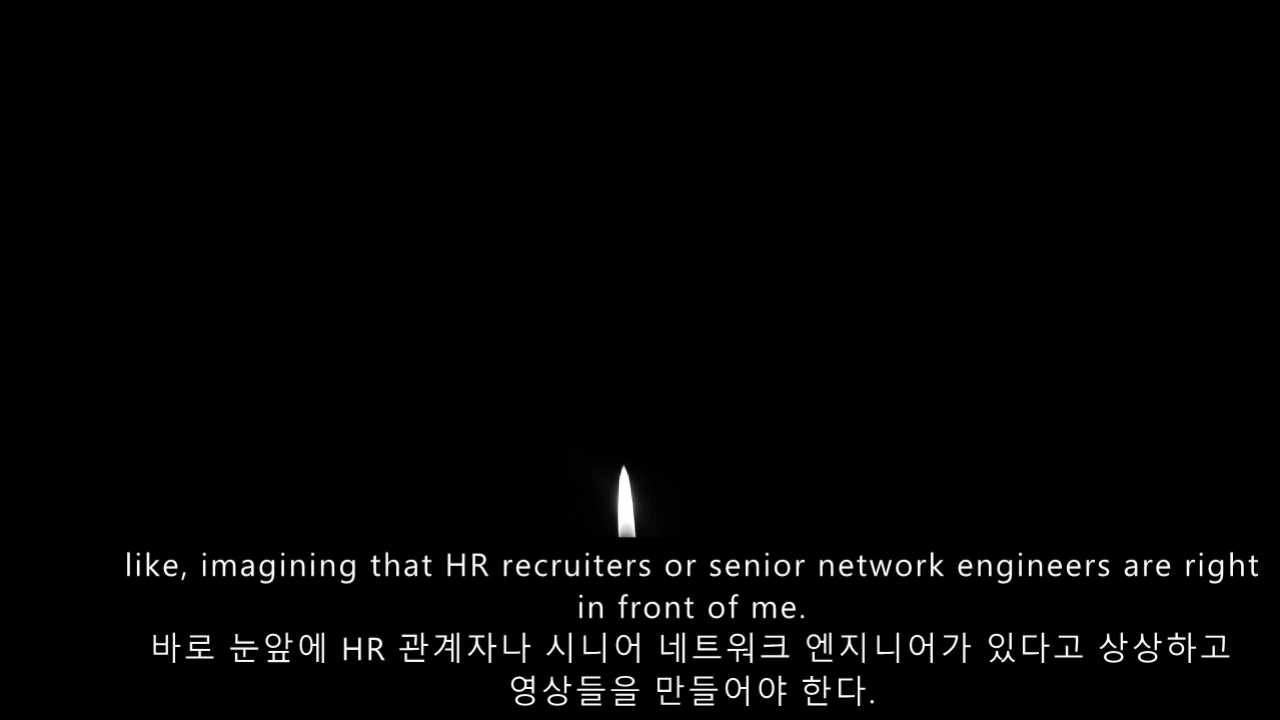 like, imagining that HR recruiters or senior network engineers are right
in front of me.
바로 눈앞에 HR 관계자나 시니어 네트워크 엔지니어가 있다고 상상하고
영상들을 만들어야 한다.